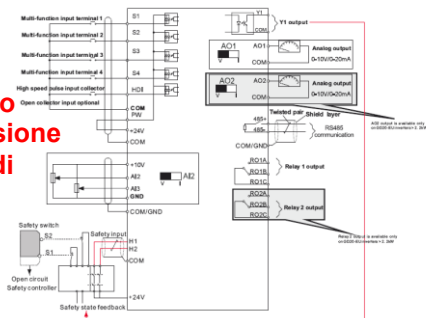 Multi-function input terminal 1
Multi-function input terminal 2
Multi-function input terminal 3
Multi-function input terminal 4
High speed pulse input collector
Open collector input optional
S1
S2
S3
S4
HDI
COM
PW
+24V
COM
o
sione
di
+10V
AI2
AI3
GND
AI2
COM/GND
Safety switch
S2
S1
Safety input
H1
H2
COM
+24V
Open circuit
Safety controller
Safety state feedback
Y1
COM
Y1 output
AO1
V I
AO1
COM
Analog output
0-10V/0-20mA
AO2
V I
AO2
COM
Analog output
0-10V/0-20mA
Twisted pair
Shield layer
485+
485-
RS485
communication
COM/GND
RO1A
RO1B
RO1C
Relay 1 output
RO2A
RO2B
RO2C
Relay 2 output